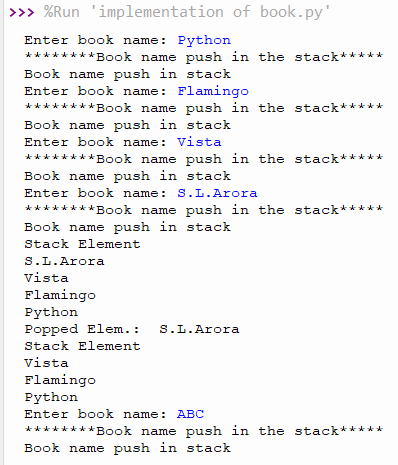 >>> %Run 'implementation of book.py'
Enter book name: Python
********Book name push in the stack*****
Book name push in stack
Enter book name: Flamingo
********Book name push in the stack*****
Book name push in stack
Enter book name: Vista
********Book name push in the stack*****
Book name push in stack
Enter book name: S.L.Arora
********Book name push in the stack*****
Book name push in stack
Stack Element
S.L.Arora
Vista
Flamingo
Python
Popped Elem.:  S.L.Arora
Stack Element
Vista
Flamingo
Python
Enter book name: ABC
********Book name push in the stack*****
Book name push in stack